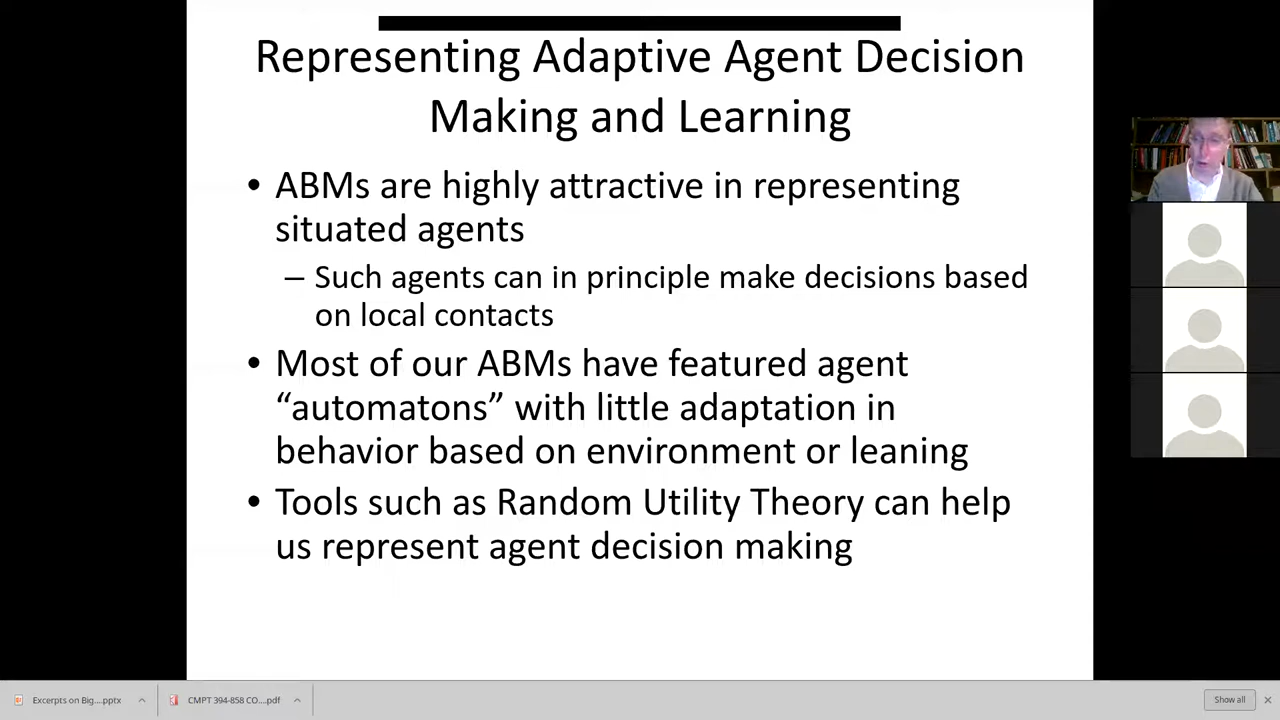 Representing Adaptive Agent Decision
Making and Learning
• ABMs are highly attractive in representing
situated agents
– Such agents can in principle make decisions based
on local contacts
• Most of our ABMs have featured agent
“automatons” with little adaptation in
behavior based on environment or leaning
• Tools such as Random Utility Theory can help
us represent agent decision making
Excerpts on Big....pptx
CMPT 394-858 CO....pdf
Show all